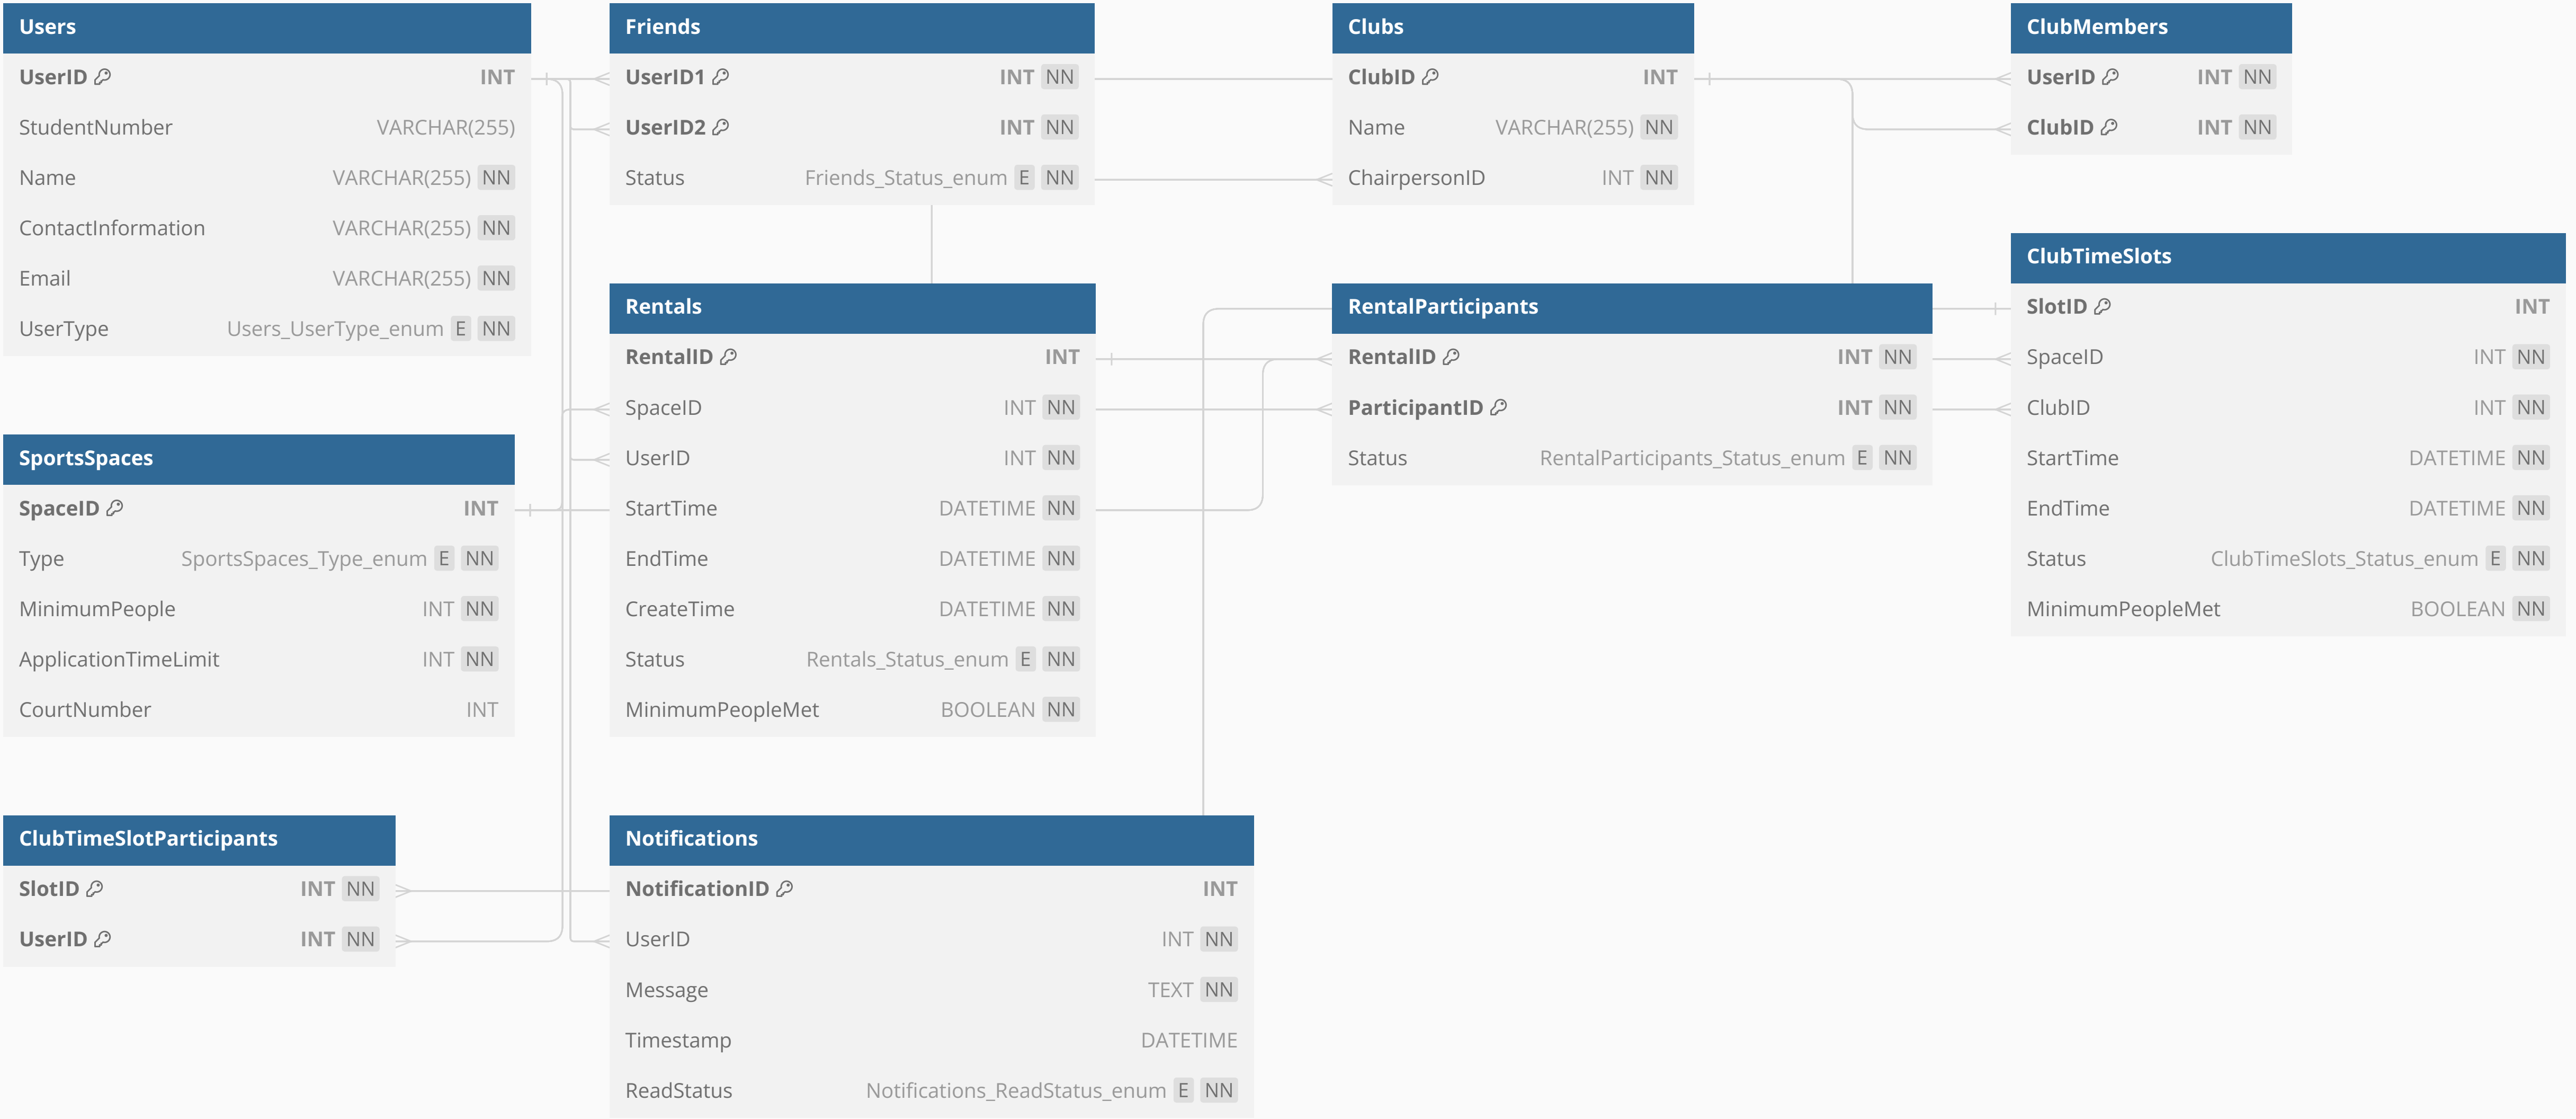 Users
UserID INT
StudentNumber VARCHAR(255)
Name VARCHAR(255) NN
ContactInformation VARCHAR(255) NN
Email VARCHAR(255) NN
UserType Users_UserType_enum E NN
Friends
UserID1 INT NN
UserID2 INT NN
Status Friends_Status_enum E NN
Clubs
ClubID INT
Name VARCHAR(255) NN
ChairpersonID INT NN
ClubMembers
UserID INT NN
ClubID INT NN
ClubTimeSlots
SlotID INT
SpaceID INT NN
ClubID INT NN
StartTime DATETIME NN
EndTime DATETIME NN
Status ClubTimeSlots_Status_enum E NN
MinimumPeopleMet BOOLEAN NN
Rentals
RentalID INT
SpaceID INT NN
UserID INT NN
StartTime DATETIME NN
EndTime DATETIME NN
CreateTime DATETIME NN
Status Rentals_Status_enum E NN
MinimumPeopleMet BOOLEAN NN
RentalParticipants
RentalID INT NN
ParticipantID INT NN
Status RentalParticipants_Status_enum E NN
SportsSpaces
SpaceID INT
Type SportsSpaces_Type_enum E NN
MinimumPeople INT NN
ApplicationTimeLimit INT NN
CourtNumber INT
ClubTimeSlotParticipants
SlotID INT NN
UserID INT NN
Notifications
NotificationID INT
UserID INT NN
Message TEXT NN
Timestamp DATETIME
ReadStatus Notifications_ReadStatus_enum E NN